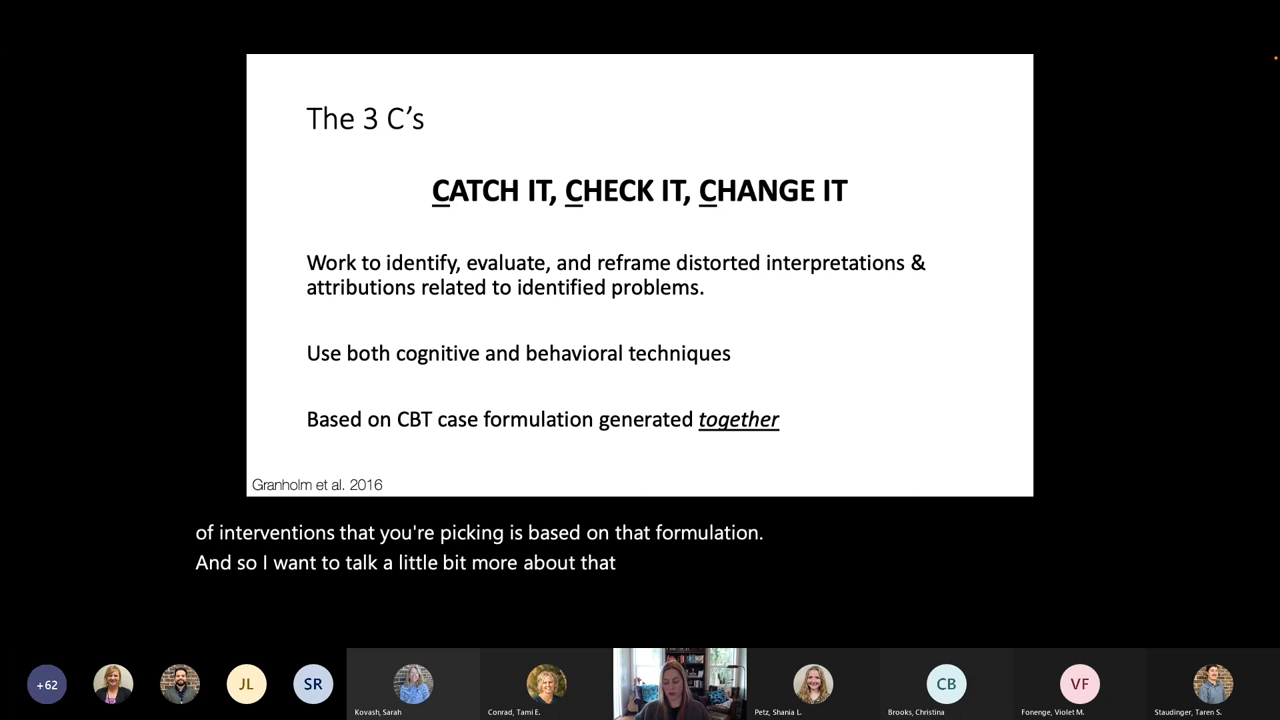 The 3 C's
CATCH IT, CHECK IT, CHANGE IT
Work to identify, evaluate, and reframe distorted interpretations &
attributions related to identified problems.
Use both cognitive and behavioral techniques
Based on CBT case formulation generated together
Granholm et al. 2016
of interventions that you're picking is based on that formulation.
And so I want to talk a little bit more about that
+62
JL
SR
CB
VF
Kovash, Sarah
Conrad, Tami E.
Petz, Shania L.
Brooks, Christina
Fonenge, Violet M.
Staudinger, Taren S.